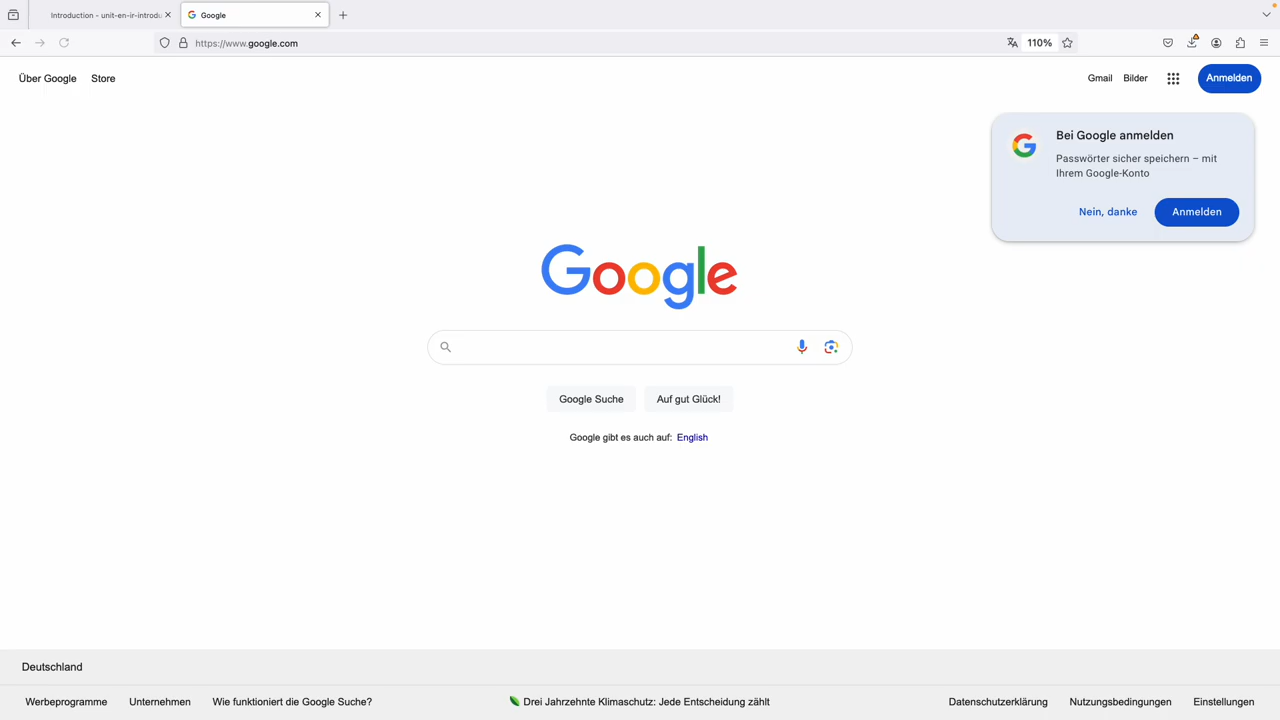 Introduction - unit-en-ir-introdu
Google
https://www.google.com
110%
Über Google Store
Gmail Bilder Anmelden
Bei Google anmelden
Passwörter sicher speichern – mit
Ihrem Google-Konto
Nein, danke Anmelden
Google
Google Suche Auf gut Glück!
Google gibt es auch auf: English
Deutschland
Werbeprogramme Unternehmen Wie funktioniert die Google Suche? Drei Jahrzehnte Klimaschutz: Jede Entscheidung zählt Datenschutzerklärung Nutzungsbedingungen Einstellungen